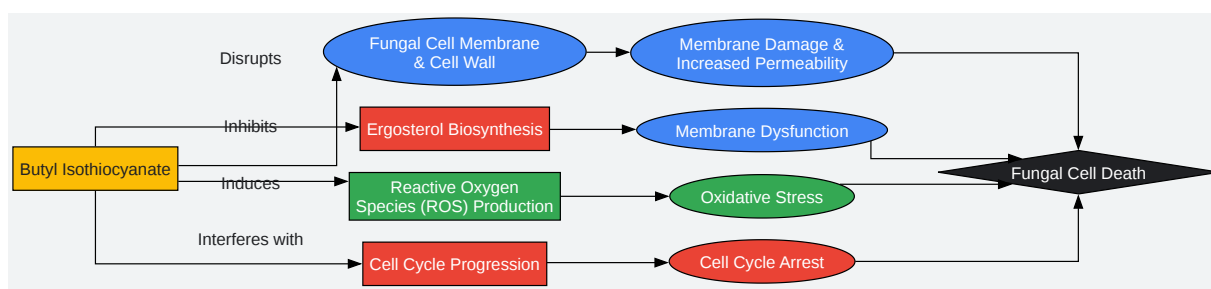 Disrupts
Fungal Cell Membrane
& Cell Wall
Membrane Damage &
Increased Permeability
Inhibits
Ergosterol Biosynthesis
Membrane Dysfunction
Butyl Isothiocyanate
Induces
Reactive Oxygen
Species (ROS) Production
Oxidative Stress
Fungal Cell Death
Interferes with
Cell Cycle Progression
Cell Cycle Arrest